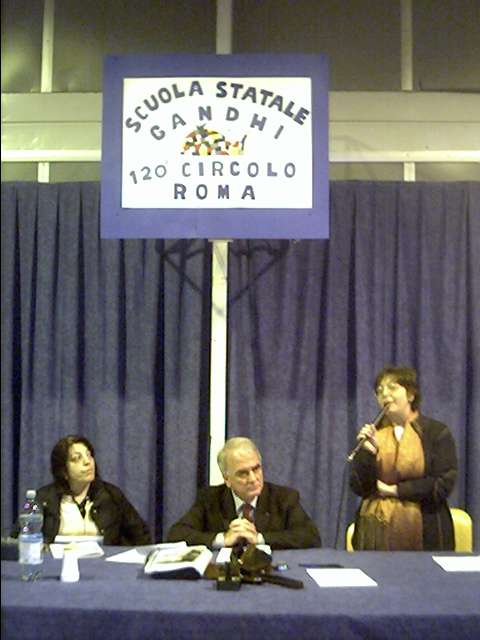 SCUOLA STATALE
GANDHI
120° CIRCOLO
ROMA